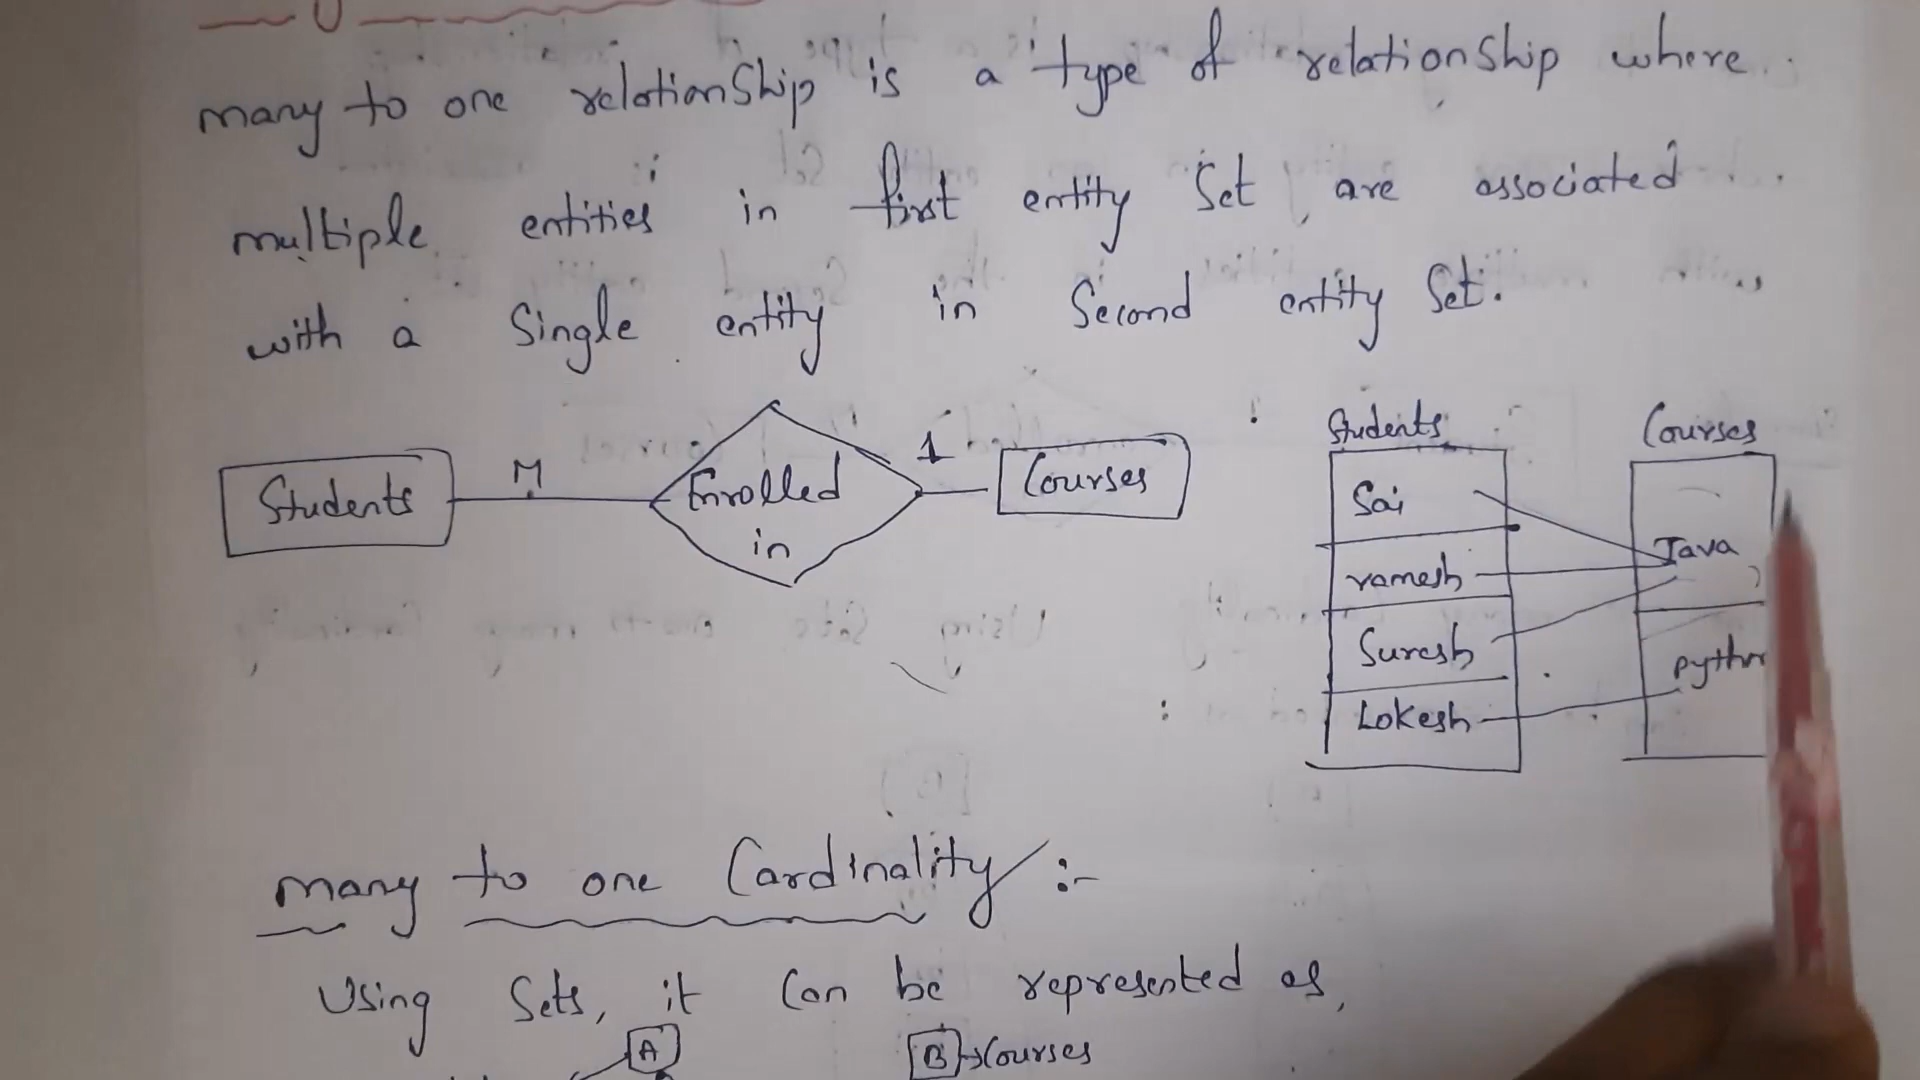 many to one relationship is a type of relationship where
multiple entities in first entity Set, are associated
with a Single entity in Second entity Set.
Students M Enrolled in 1 Courses
Students Courses
Sai
ramesh
Suresh
Lokesh
Java
python
many to one Cardinality :-
Using Sets, it Can be represented as,
A B → Courses